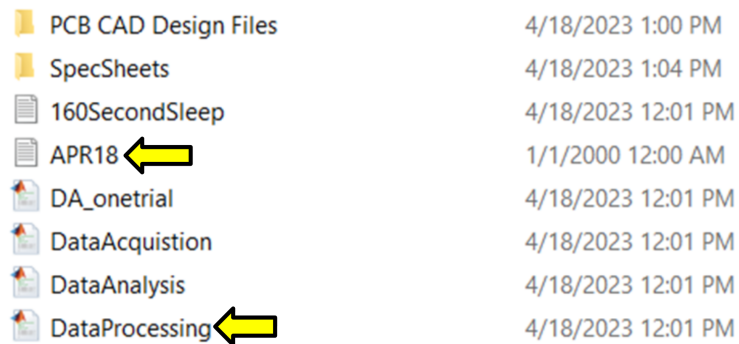 PCB CAD Design Files 4/18/2023 1:00 PM
SpecSheets 4/18/2023 1:04 PM
160SecondSleep 4/18/2023 12:01 PM
APR18 1/1/2000 12:00 AM
DA_onetrial 4/18/2023 12:01 PM
DataAcquistion 4/18/2023 12:01 PM
DataAnalysis 4/18/2023 12:01 PM
DataProcessing 4/18/2023 12:01 PM